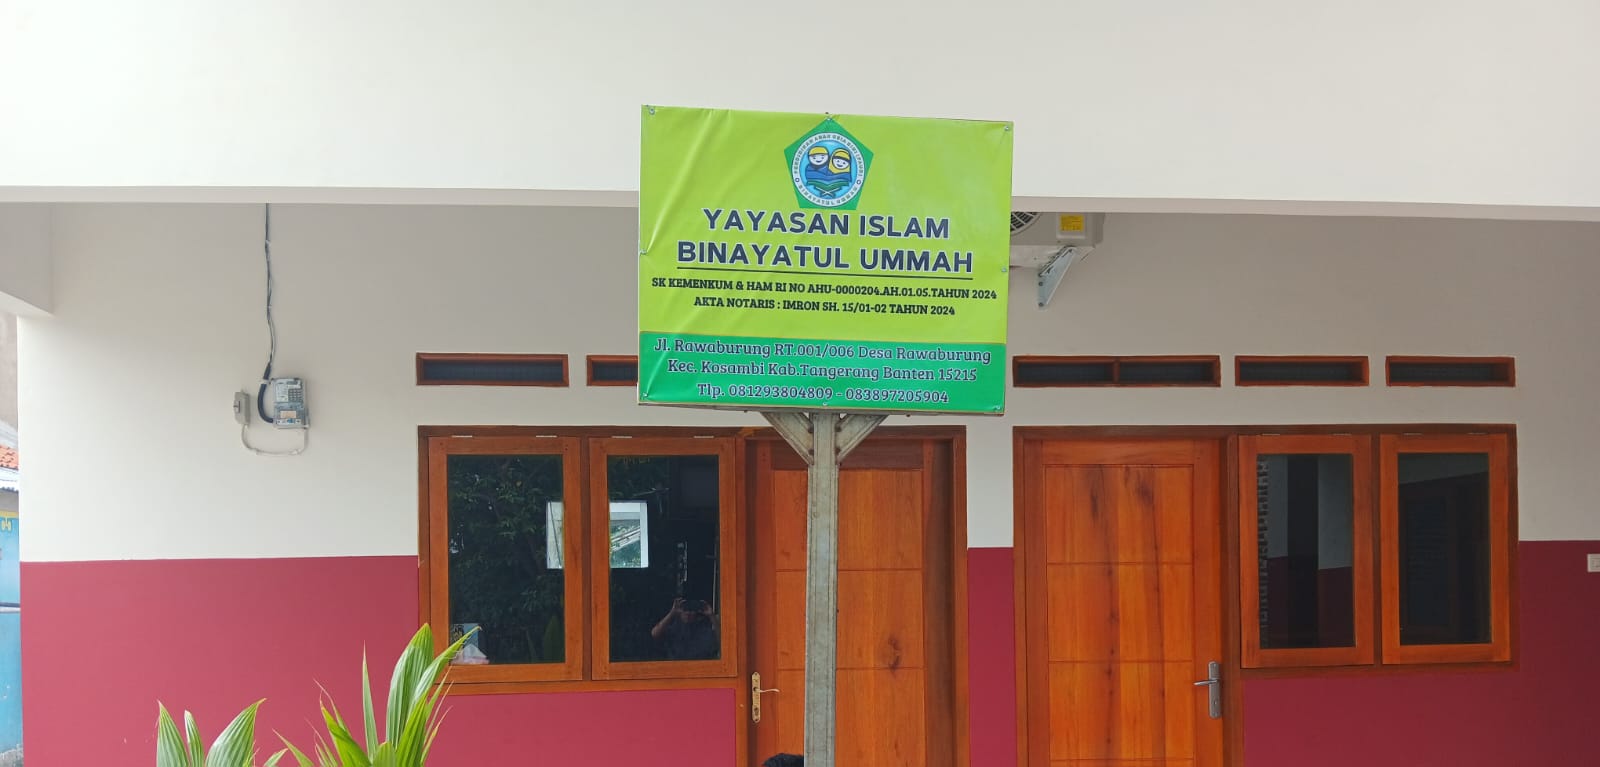 YAYASAN ISLAM
BINAYATUL UMMAH
SK KEMENKUM & HAM RI NO AHU-0000204.AH.01.05.TAHUN 2024
AKTA NOTARIS : IMRON SH. 15/01-02 TAHUN 2024
Jl. Rawaburung RT.001/006 Desa Rawaburung
Kec. Kosambi Kab.Tangerang Banten 15215
Tlp. 081293804809 - 083897205904